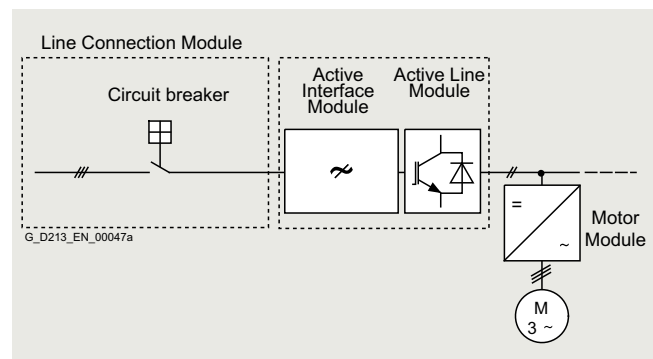 Line Connection Module
Circuit breaker
G_D213_EN_00047a
Active
Interface
Module
Active Line
Module
=
~
Motor
Module
M
3 ~